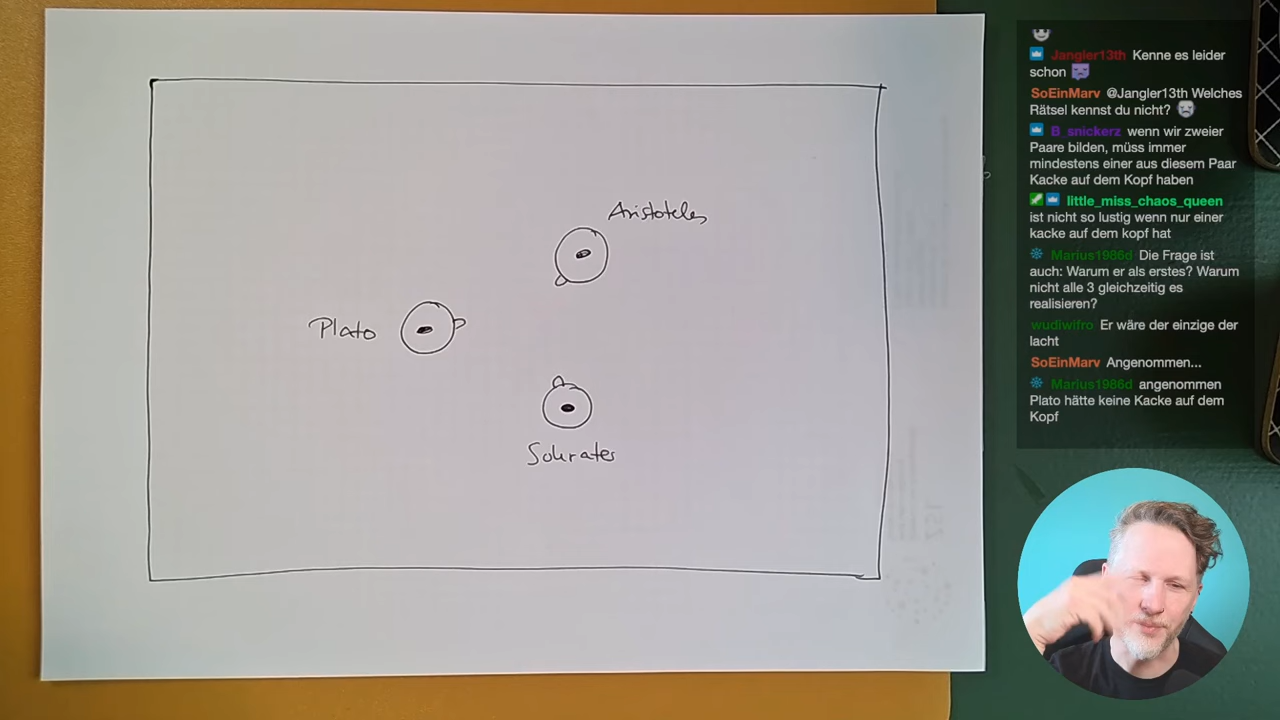 Aristoteles
Plato
Sokrates
Jangler13th Kenne es leider
schon
SoEinMarv @Jangler13th Welches
Rätsel kennst du nicht?
B_snickerz wenn wir zweier
Paare bilden, müss immer
mindestens einer aus diesem Paar
Kacke auf dem Kopf haben
little_miss_chaos_queen
ist nicht so lustig wenn nur einer
kacke auf dem kopf hat
Marius1986d Die Frage ist
auch: Warum er als erstes? Warum
nicht alle 3 gleichzeitig es
realisieren?
wudiwifro Er wäre der einzige der
lacht
SoEinMarv Angenommen...
Marius1986d angenommen
Plato hätte keine Kacke auf dem
Kopf